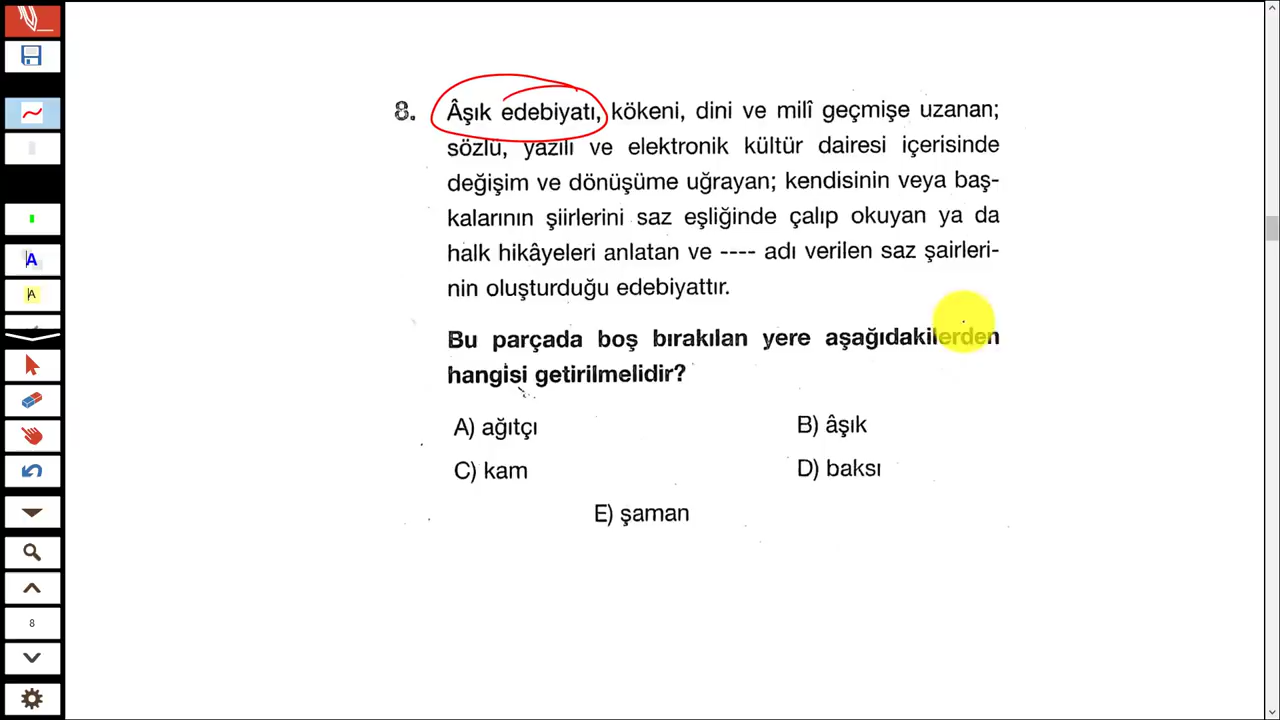 8. Âşık edebiyatı, kökeni, dini ve milî geçmişe uzanan;
sözlü, yazılı ve elektronik kültür dairesi içerisinde
değişim ve dönüşüme uğrayan; kendisinin veya baş-
kalarının şiirlerini saz eşliğinde çalıp okuyan ya da
halk hikâyeleri anlatan ve ---- adı verilen saz şairleri-
nin oluşturduğu edebiyattır.
Bu parçada boş bırakılan yere aşağıdakilerden
hangisi getirilmelidir?
A) ağıtçı
B) âşık
C) kam
D) baksı
E) şaman
A
A
8